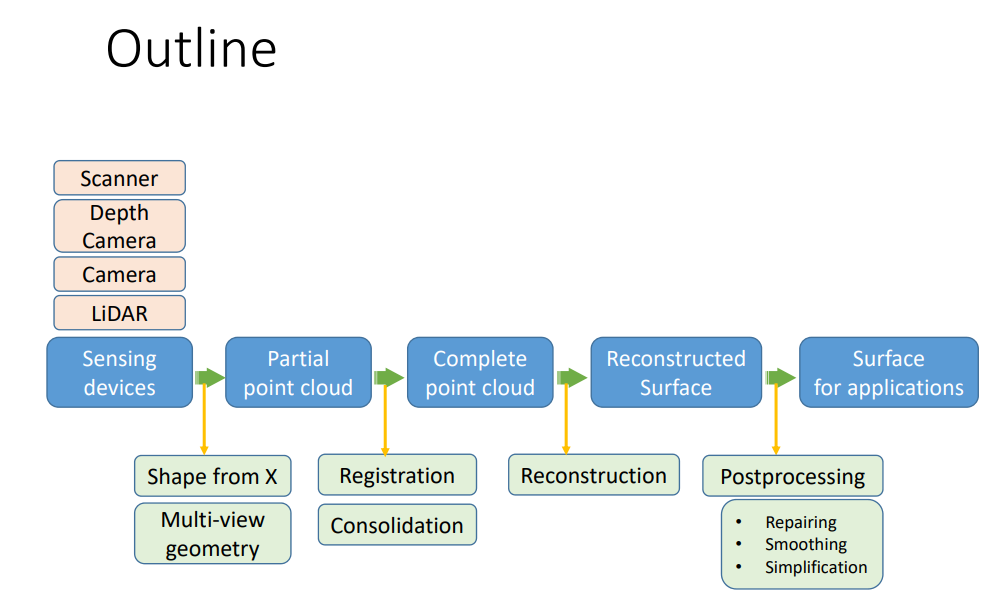 Outline
Scanner
Depth
Camera
Camera
LiDAR
Sensing
devices
Partial
point cloud
Complete
point cloud
Reconstructed
Surface
Surface
for applications
Shape from X
Multi-view
geometry
Registration
Consolidation
Reconstruction
Postprocessing
• Repairing
• Smoothing
• Simplification